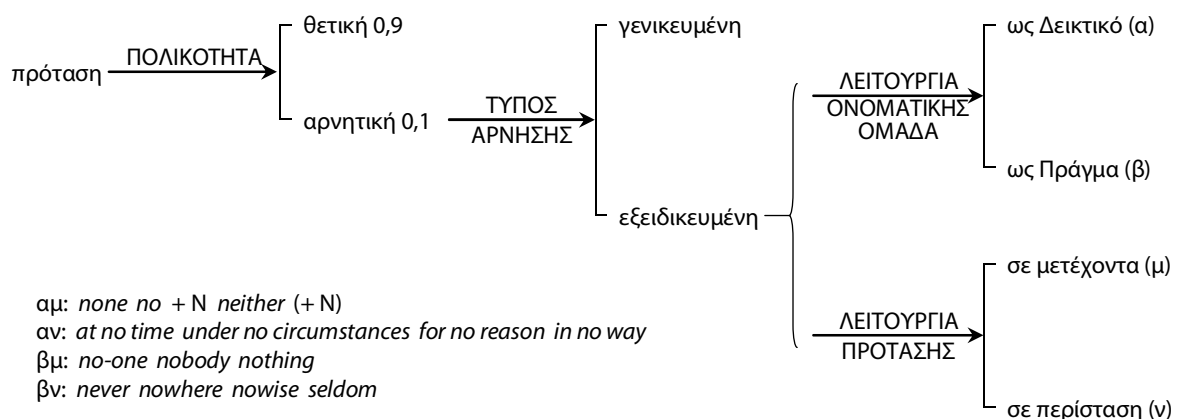 θετική 0,9
ΠΟΛΙΚΟΤΗΤΑ
πρόταση
αρνητική 0,1
ΤΥΠΟΣ
ΑΡΝΗΣΗΣ
γενικευμένη
εξειδικευμένη
ως Δεικτικό (α)
ΛΕΙΤΟΥΡΓΙΑ
ΟΝΟΜΑΤΙΚΗΣ
ΟΜΑΔΑ
ως Πράγμα (β)
σε μετέχοντα (μ)
ΛΕΙΤΟΥΡΓΙΑ
ΠΡΟΤΑΣΗΣ
σε περίσταση (ν)
αμ: none no + N neither (+ N)
αν: at no time under no circumstances for no reason in no way
βμ: no-one nobody nothing
βν: never nowhere nowise seldom